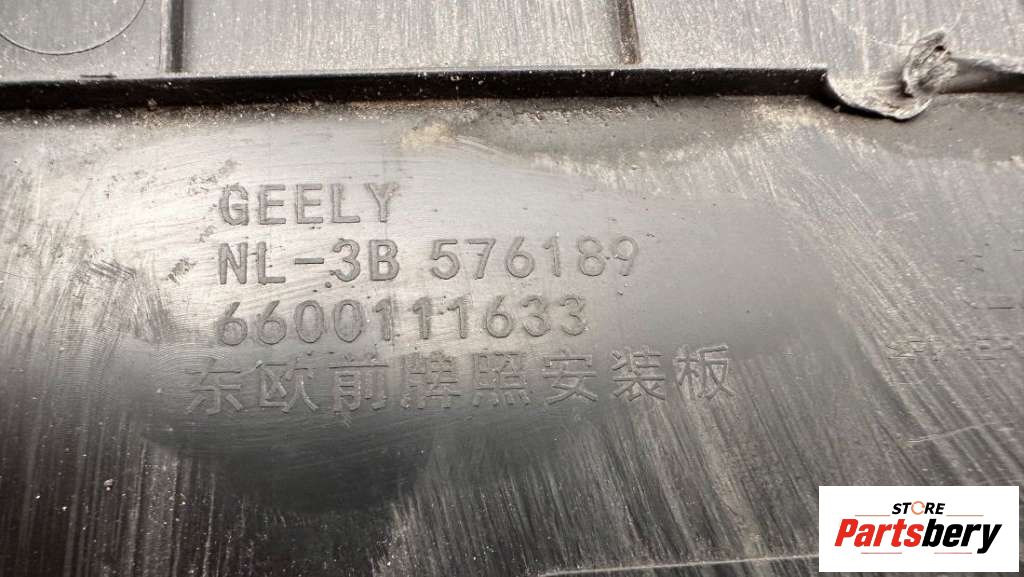 GEELY
NL-3B 576189
6600111633
东欧前牌照安装板
STORE
Partsbery